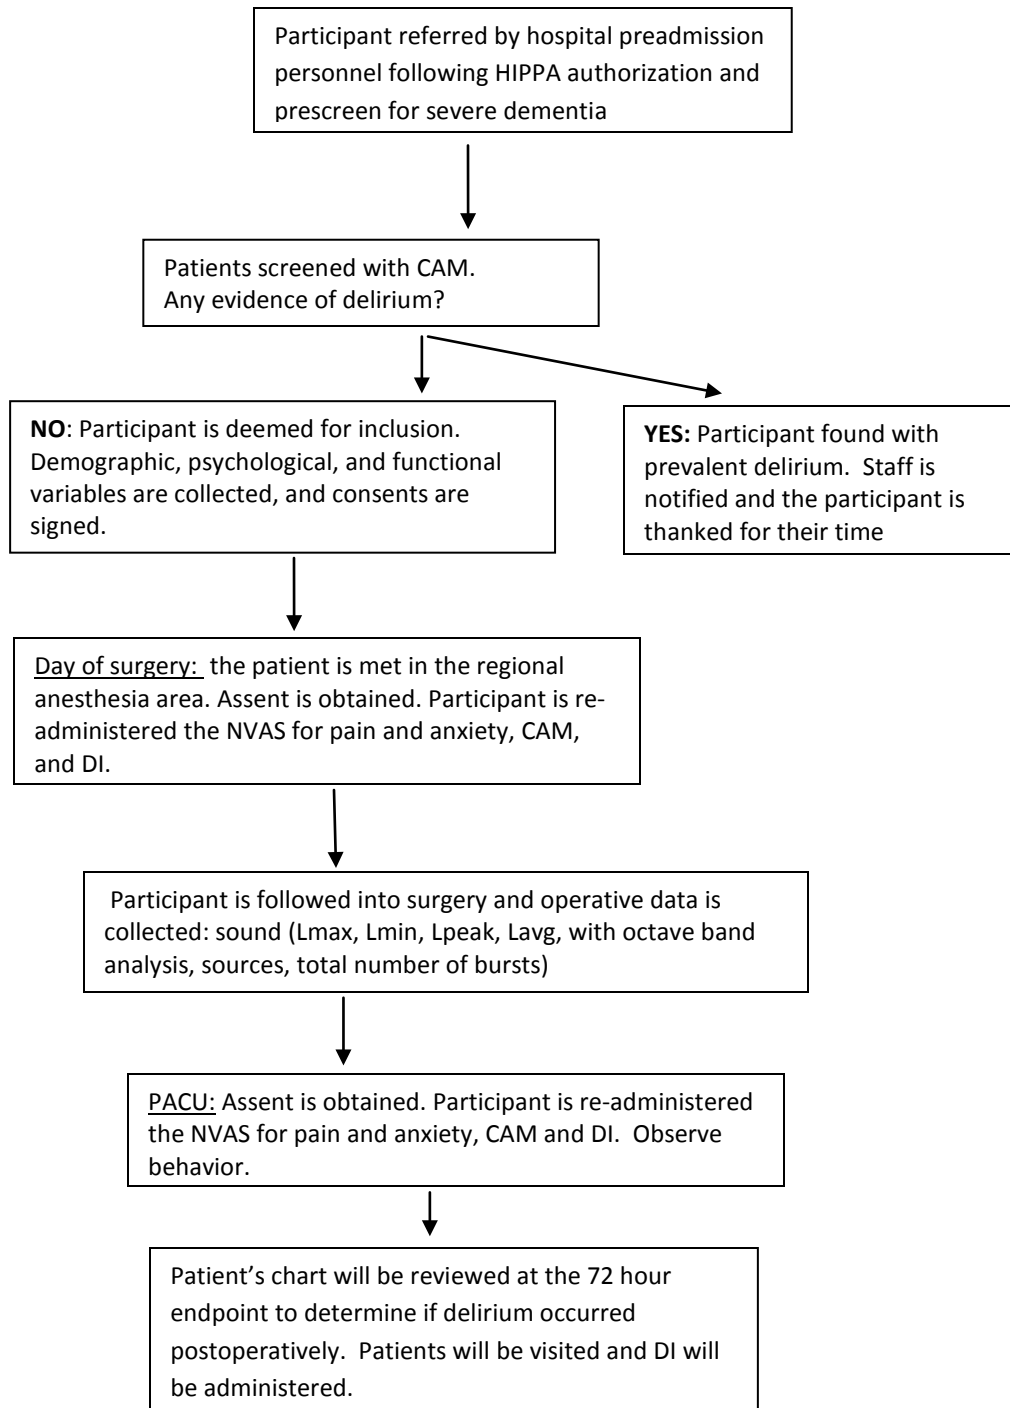 Participant referred by hospital preadmission
personnel following HIPPA authorization and
prescreen for severe dementia
Patients screened with CAM.
Any evidence of delirium?
NO: Participant is deemed for inclusion.
Demographic, psychological, and functional
variables are collected, and consents are
signed.
YES: Participant found with
prevalent delirium.  Staff is
notified and the participant is
thanked for their time
Day of surgery:  the patient is met in the regional
anesthesia area. Assent is obtained. Participant is re-
administered the NVAS for pain and anxiety, CAM,
and DI.
Participant is followed into surgery and operative data is
collected: sound (Lmax, Lmin, Lpeak, Lavg, with octave band
analysis, sources, total number of bursts)
PACU: Assent is obtained. Participant is re-administered
the NVAS for pain and anxiety, CAM and DI.  Observe
behavior.
Patient’s chart will be reviewed at the 72 hour
endpoint to determine if delirium occurred
postoperatively.  Patients will be visited and DI will
be administered.